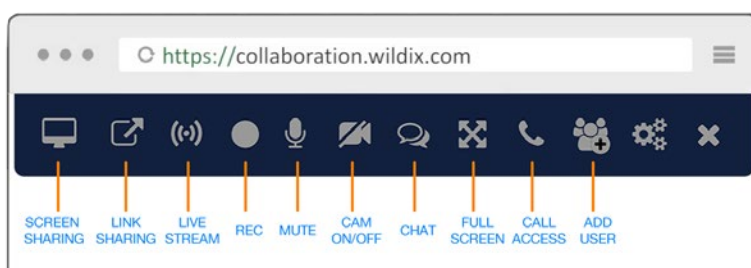 https://collaboration.wildix.com
SCREEN SHARING
LINK SHARING
LIVE STREAM
REC
MUTE
CAM ON/OFF
CHAT
FULL SCREEN
CALL ACCESS
ADD USER